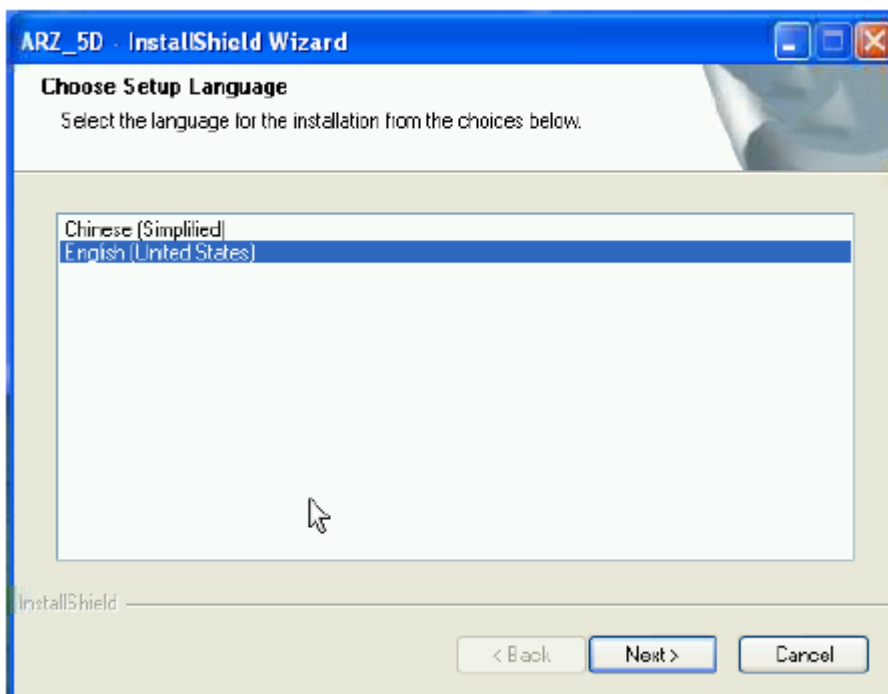 ARZ_5D - InstallShield Wizard
Choose Setup Language
Select the language for the installation from the choices below.
Chinese (Simplified)
English (United States)
InstallShield
< Back
Next >
Cancel